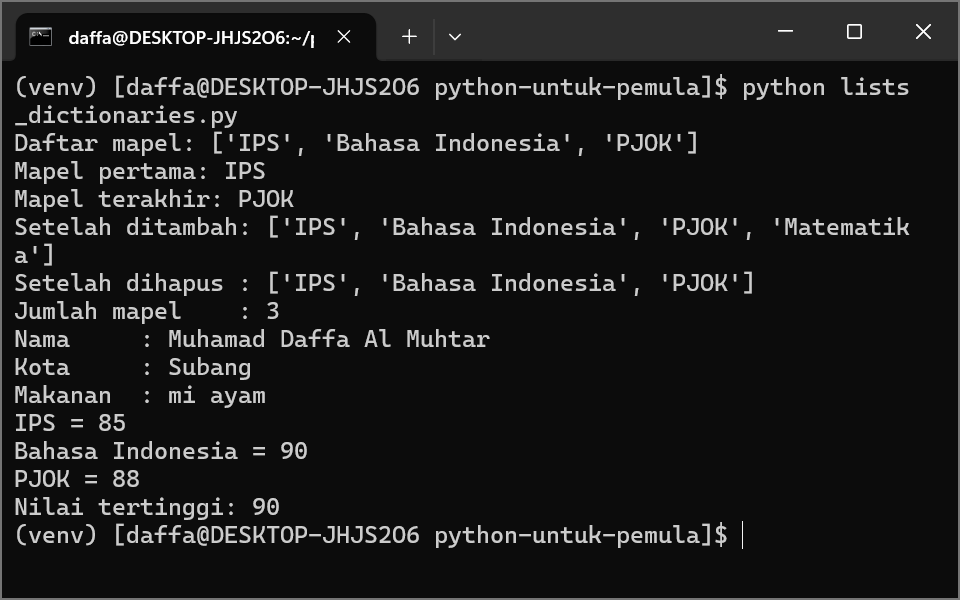 daffa@DESKTOP-JHJS2O6:~/p
(venv) [daffa@DESKTOP-JHJS2O6 python-untuk-pemula]$ python lists
_dictionaries.py
Daftar mapel: ['IPS', 'Bahasa Indonesia', 'PJOK']
Mapel pertama: IPS
Mapel terakhir: PJOK
Setelah ditambah: ['IPS', 'Bahasa Indonesia', 'PJOK', 'Matematik
a']
Setelah dihapus : ['IPS', 'Bahasa Indonesia', 'PJOK']
Jumlah mapel    : 3
Nama     : Muhamad Daffa Al Muhtar
Kota     : Subang
Makanan  : mi ayam
IPS = 85
Bahasa Indonesia = 90
PJOK = 88
Nilai tertinggi: 90
(venv) [daffa@DESKTOP-JHJS2O6 python-untuk-pemula]$